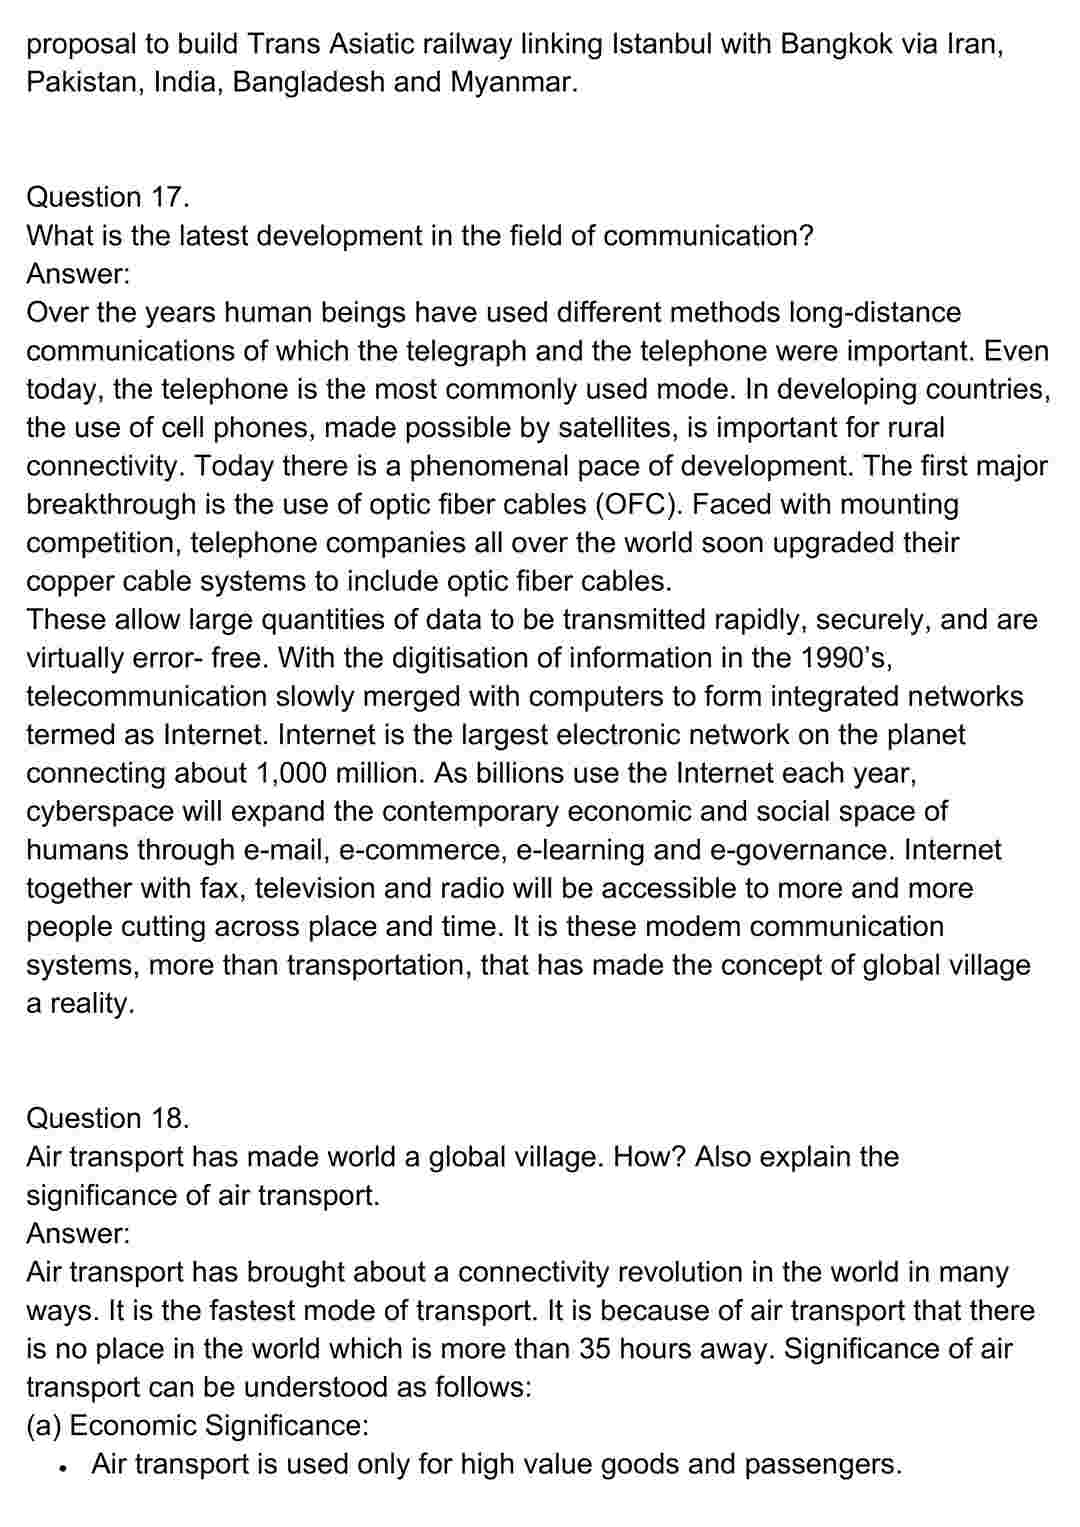 proposal to build Trans Asiatic railway linking Istanbul with Bangkok via Iran,
Pakistan, India, Bangladesh and Myanmar.
Question 17.
What is the latest development in the field of communication?
Answer:
Over the years human beings have used different methods long-distance
communications of which the telegraph and the telephone were important. Even
today, the telephone is the most commonly used mode. In developing countries,
the use of cell phones, made possible by satellites, is important for rural
connectivity. Today there is a phenomenal pace of development. The first major
breakthrough is the use of optic fiber cables (OFC). Faced with mounting
competition, telephone companies all over the world soon upgraded their
copper cable systems to include optic fiber cables.
These allow large quantities of data to be transmitted rapidly, securely, and are
virtually error- free. With the digitisation of information in the 1990’s,
telecommunication slowly merged with computers to form integrated networks
termed as Internet. Internet is the largest electronic network on the planet
connecting about 1,000 million. As billions use the Internet each year,
cyberspace will expand the contemporary economic and social space of
humans through e-mail, e-commerce, e-learning and e-governance. Internet
together with fax, television and radio will be accessible to more and more
people cutting across place and time. It is these modem communication
systems, more than transportation, that has made the concept of global village
a reality.
Question 18.
Air transport has made world a global village. How? Also explain the
significance of air transport.
Answer:
Air transport has brought about a connectivity revolution in the world in many
ways. It is the fastest mode of transport. It is because of air transport that there
is no place in the world which is more than 35 hours away. Significance of air
transport can be understood as follows:
(a) Economic Significance:
• Air transport is used only for high value goods and passengers.